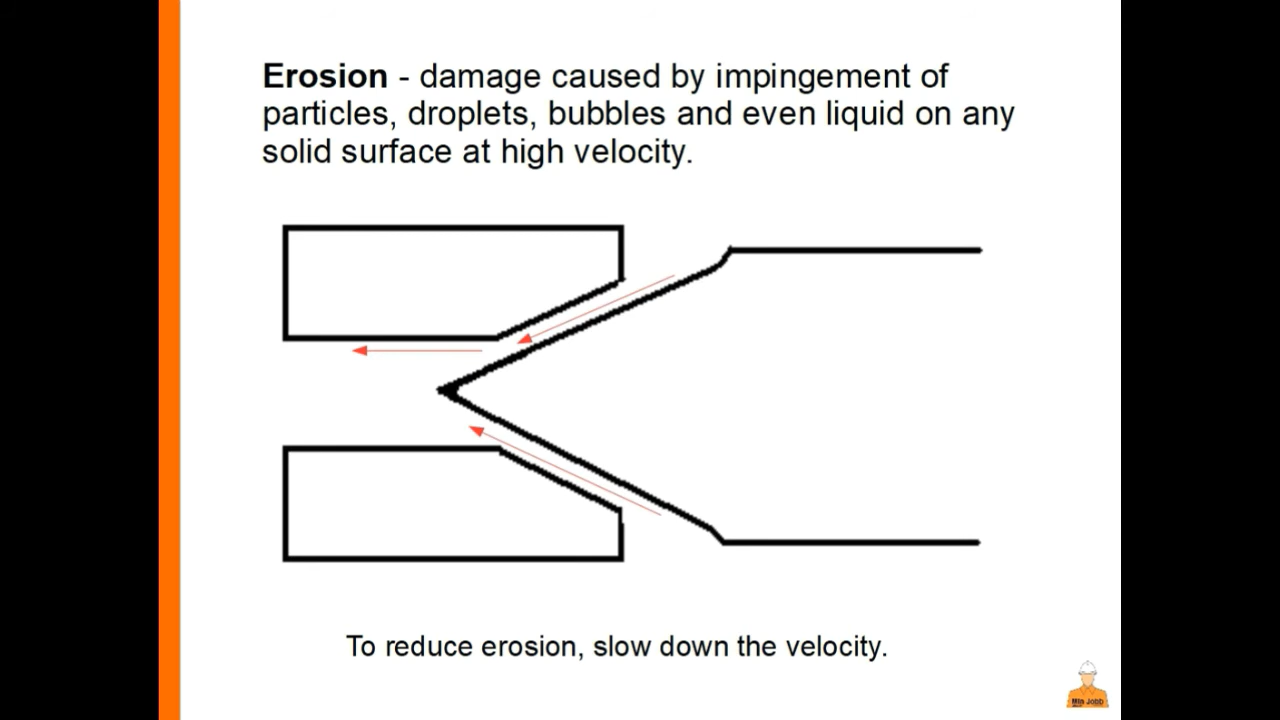 Erosion - damage caused by impingement of
particles, droplets, bubbles and even liquid on any
solid surface at high velocity.
To reduce erosion, slow down the velocity.